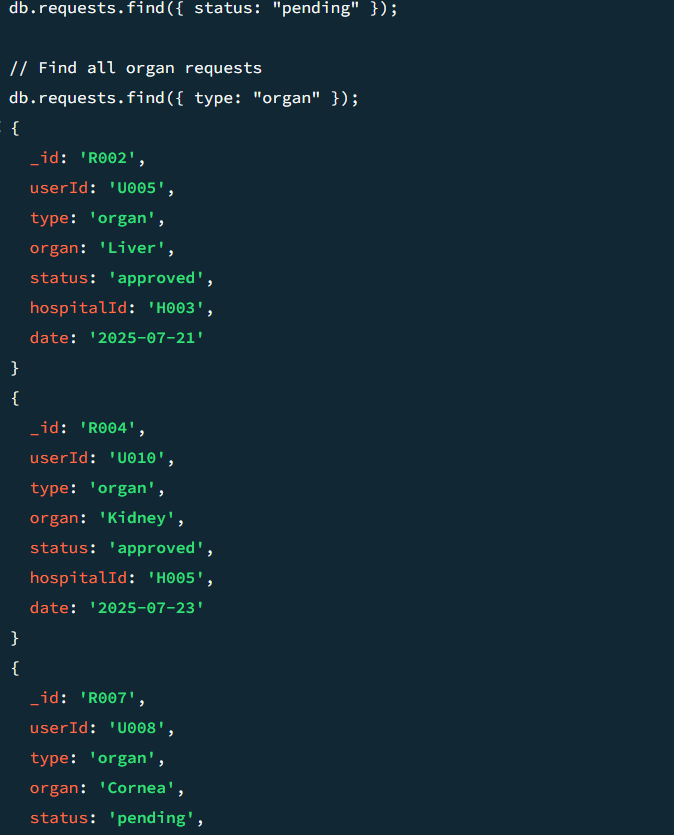 db.requests.find({ status: "pending" });
// Find all organ requests
db.requests.find({ type: "organ" });
{
_id: 'R002',
userId: 'U005',
type: 'organ',
organ: 'Liver',
status: 'approved',
hospitalId: 'H003',
date: '2025-07-21'
}
{
_id: 'R004',
userId: 'U010',
type: 'organ',
organ: 'Kidney',
status: 'approved',
hospitalId: 'H005',
date: '2025-07-23'
}
{
_id: 'R007',
userId: 'U008',
type: 'organ',
organ: 'Cornea',
status: 'pending',